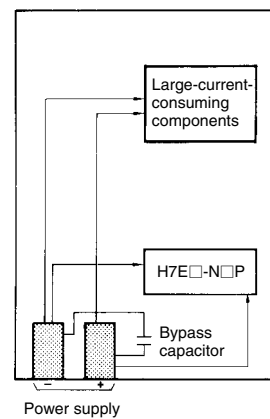 Large-current-
consuming
components
H7E□-N□P
Bypass
capacitor
− +
Power supply